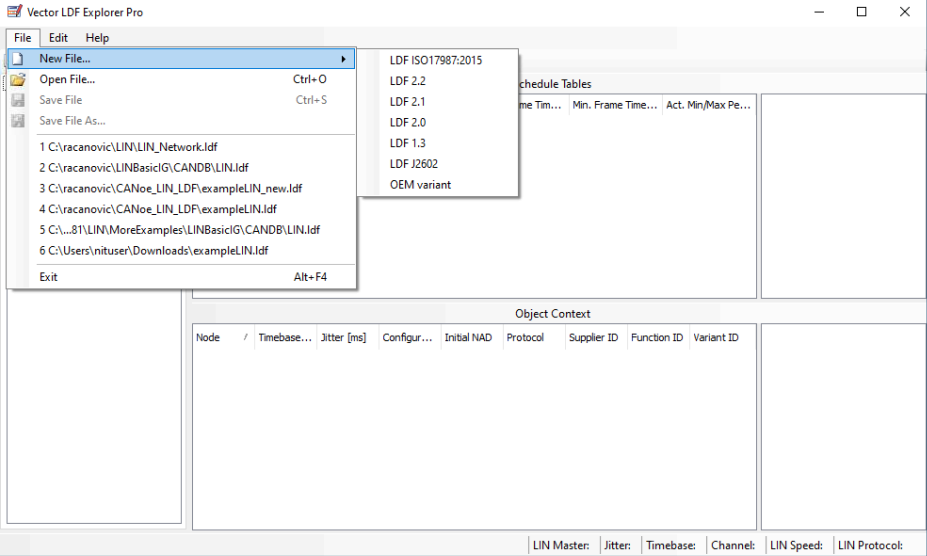 Vector LDF Explorer Pro
File Edit Help
New File...
Open File... Ctrl+O
Save File Ctrl+S
Save File As...
1 C:\racanovic\LIN\LIN_Network.ldf
2 C:\racanovic\LINBasicIG\CANDB\LIN.ldf
3 C:\racanovic\CANoe_LIN_LDF\exampleLIN_new.ldf
4 C:\racanovic\CANoe_LIN_LDF\exampleLIN.ldf
5 C:\...81\LIN\MoreExamples\LINBasicIG\CANDB\LIN.ldf
6 C:\Users\nituser\Downloads\exampleLIN.ldf
Exit Alt+F4
LDF ISO17987:2015
LDF 2.2
LDF 2.1
LDF 2.0
LDF 1.3
LDF J2602
OEM variant
chedule Tables
me Tim... Min. Frame Time... Act. Min/Max Pe...
Object Context
Node / Timebase... Jitter [ms] Configur... Initial NAD Protocol Supplier ID Function ID Variant ID
LIN Master: Jitter: Timebase: Channel: LIN Speed: LIN Protocol: